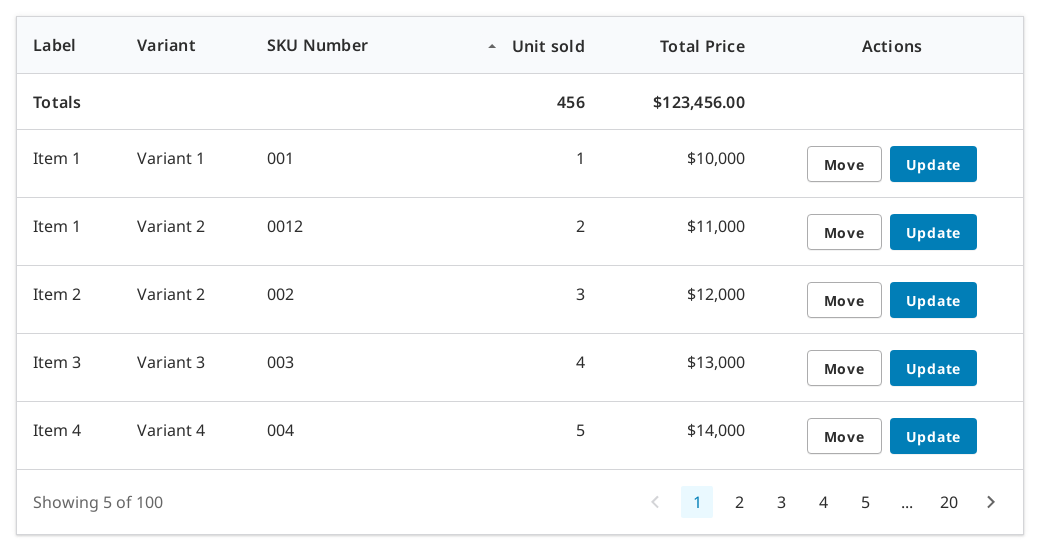 Label Variant SKU Number Unit sold Total Price Actions
Totals 456 $123,456.00
Item 1 Variant 1 001 1 $10,000 Move Update
Item 1 Variant 2 0012 2 $11,000 Move Update
Item 2 Variant 2 002 3 $12,000 Move Update
Item 3 Variant 3 003 4 $13,000 Move Update
Item 4 Variant 4 004 5 $14,000 Move Update
Showing 5 of 100 1 2 3 4 5 ... 20